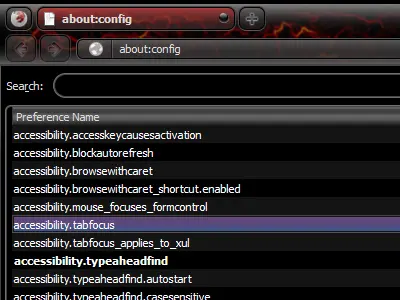 about:config
about:config
Search:
Preference Name
accessibility.accesskeycausesactivation
accessibility.blockautorefresh
accessibility.browsewithcaret
accessibility.browsewithcaret_shortcut.enabled
accessibility.mouse_focuses_formcontrol
accessibility.tabfocus
accessibility.tabfocus_applies_to_xul
accessibility.typeaheadfind
accessibility.typeaheadfind.autostart
accessibility.typeaheadfind.casesensitive